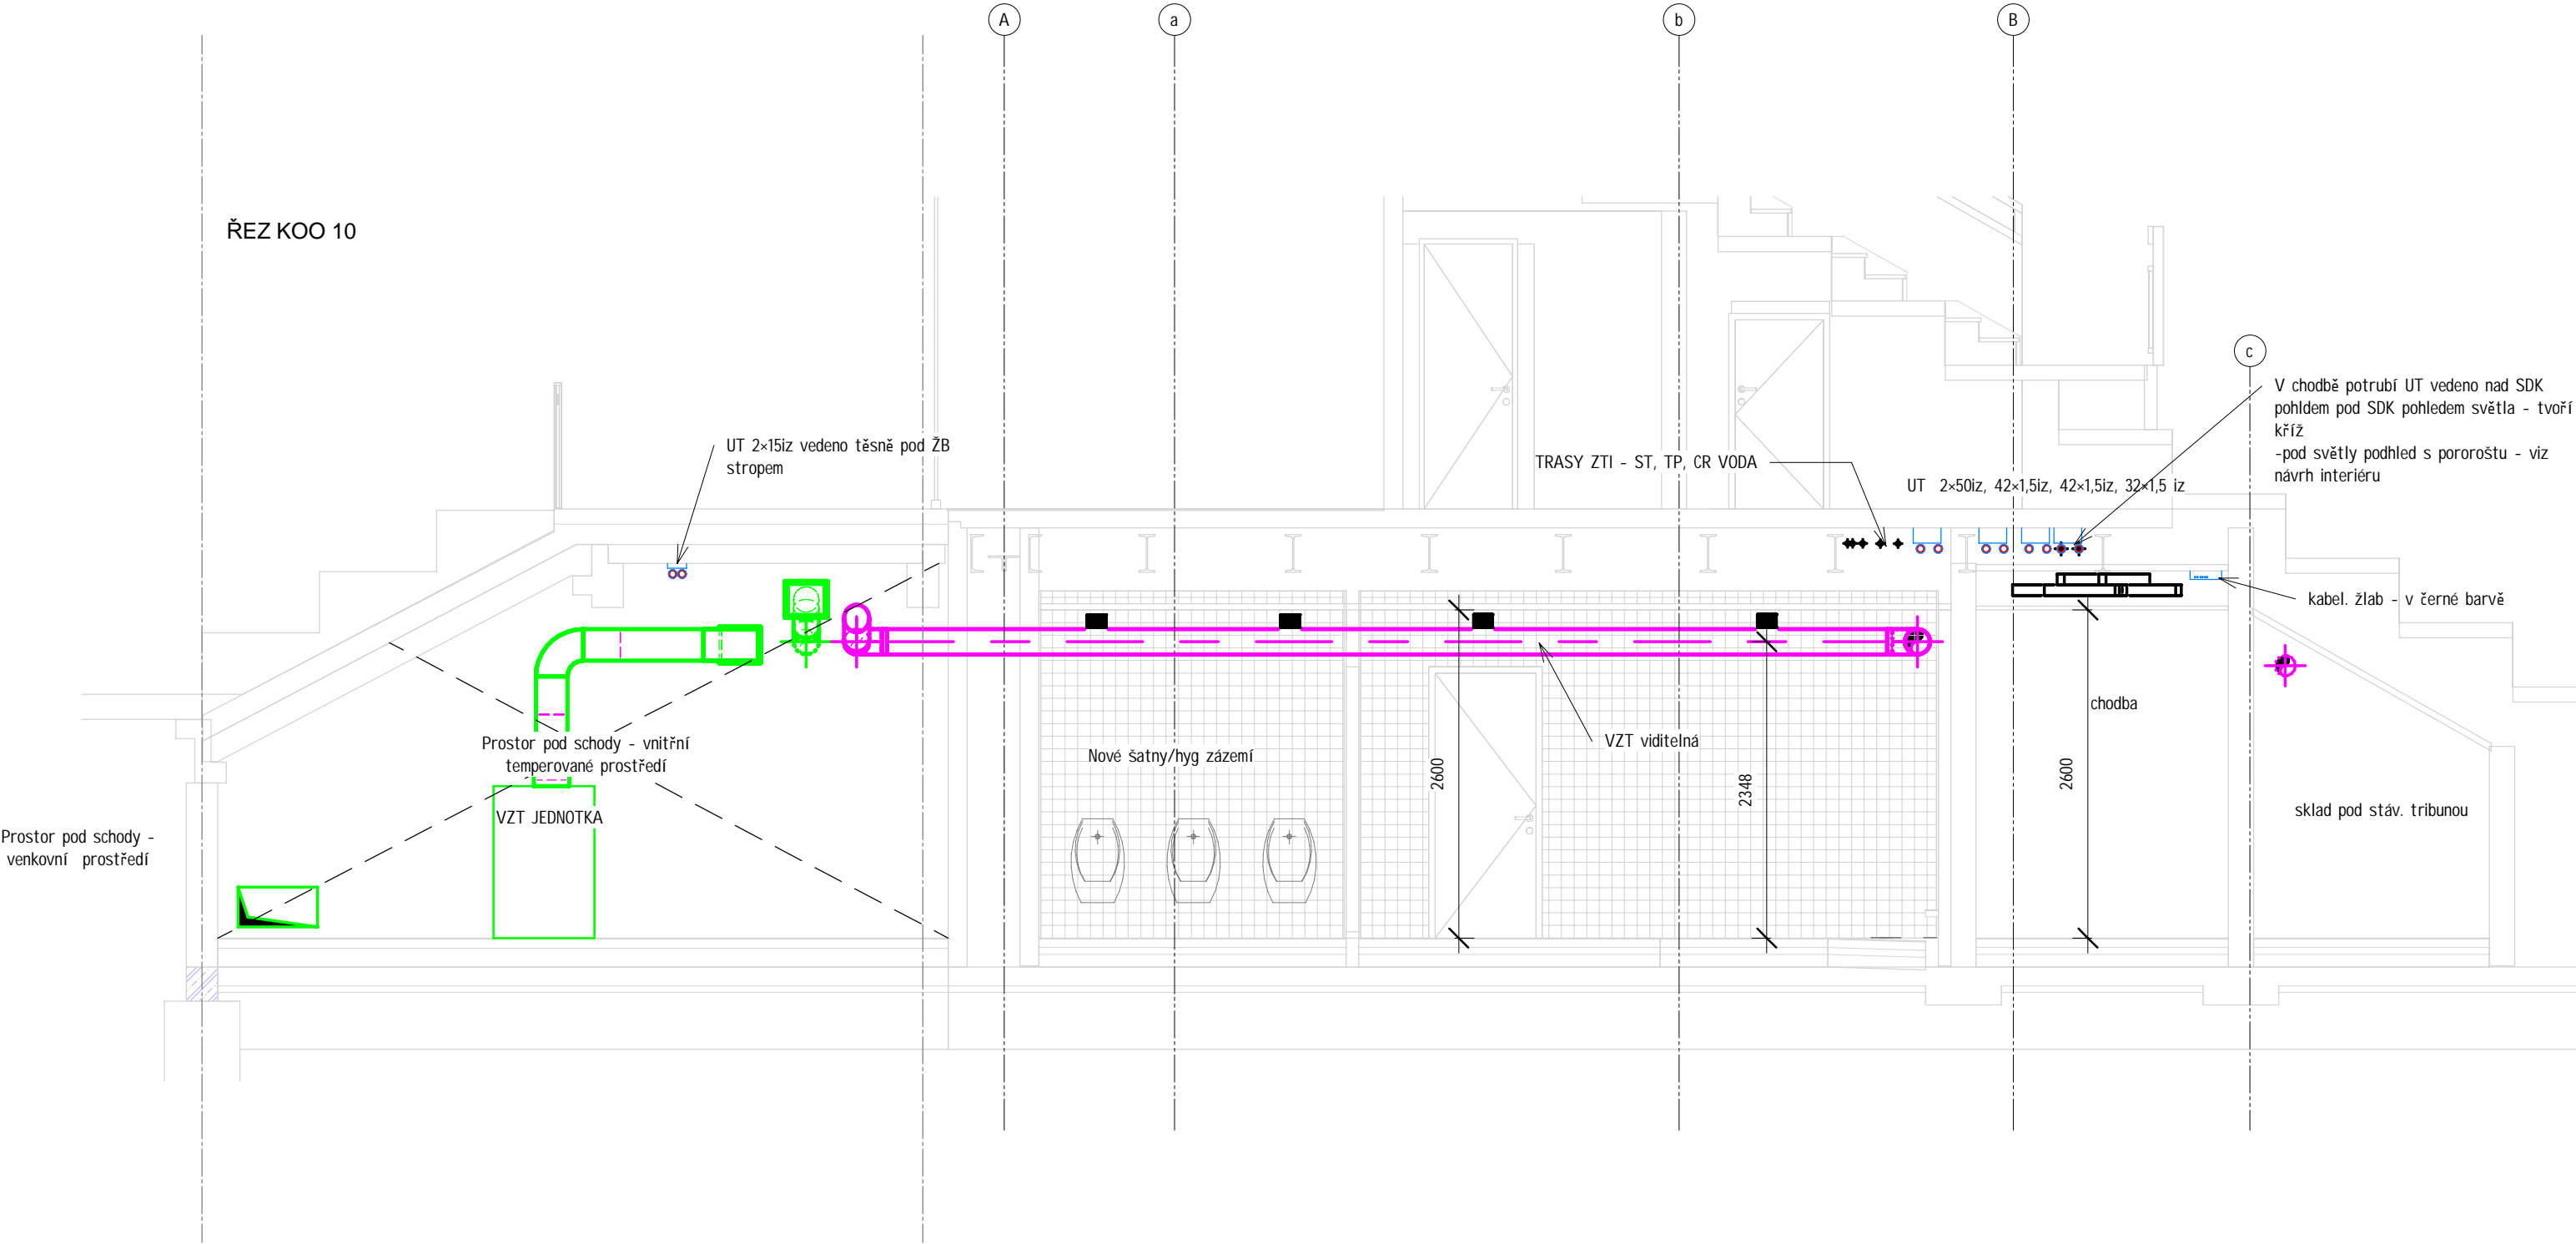 A
a
b
B
c
ŘEZ KOO 10
V chodbě potrubí UT vedeno nad SDK
pohldem pod SDK pohledem světla - tvoří
kříž
-pod světly podhled s pororoštu - viz
návrh interiéru
UT 2×15iz vedeno těsně pod ŽB
stropem
TRASY ZTI - ST, TP, CR VODA
UT 2×50iz, 42×1,5iz, 42×1,5iz, 32×1,5 iz
kabel. žlab - v černé barvě
chodba
Prostor pod schody - vnitřní
temperované prostředí
Nové šatny/hyg zázemí
VZT viditelná
2600
2348
2600
VZT JEDNOTKA
sklad pod stáv. tribunou
Prostor pod schody -
venkovní prostředí